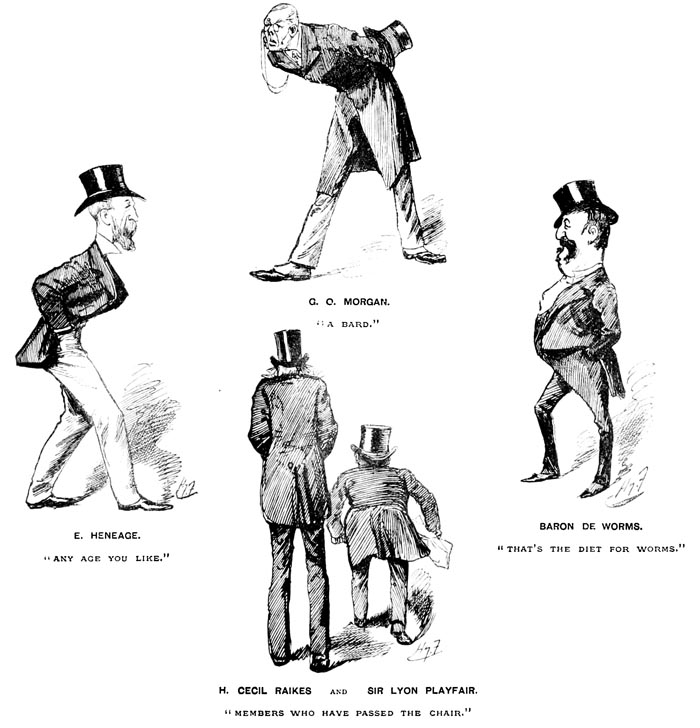 G. O. MORGAN.
"A BARD."
E. HENEAGE.
"ANY AGE YOU LIKE."
BARON DE WORMS.
"THAT'S THE DIET FOR WORMS."
H. CECIL RAIKES AND SIR LYON PLAYFAIR.
"MEMBERS WHO HAVE PASSED THE CHAIR."